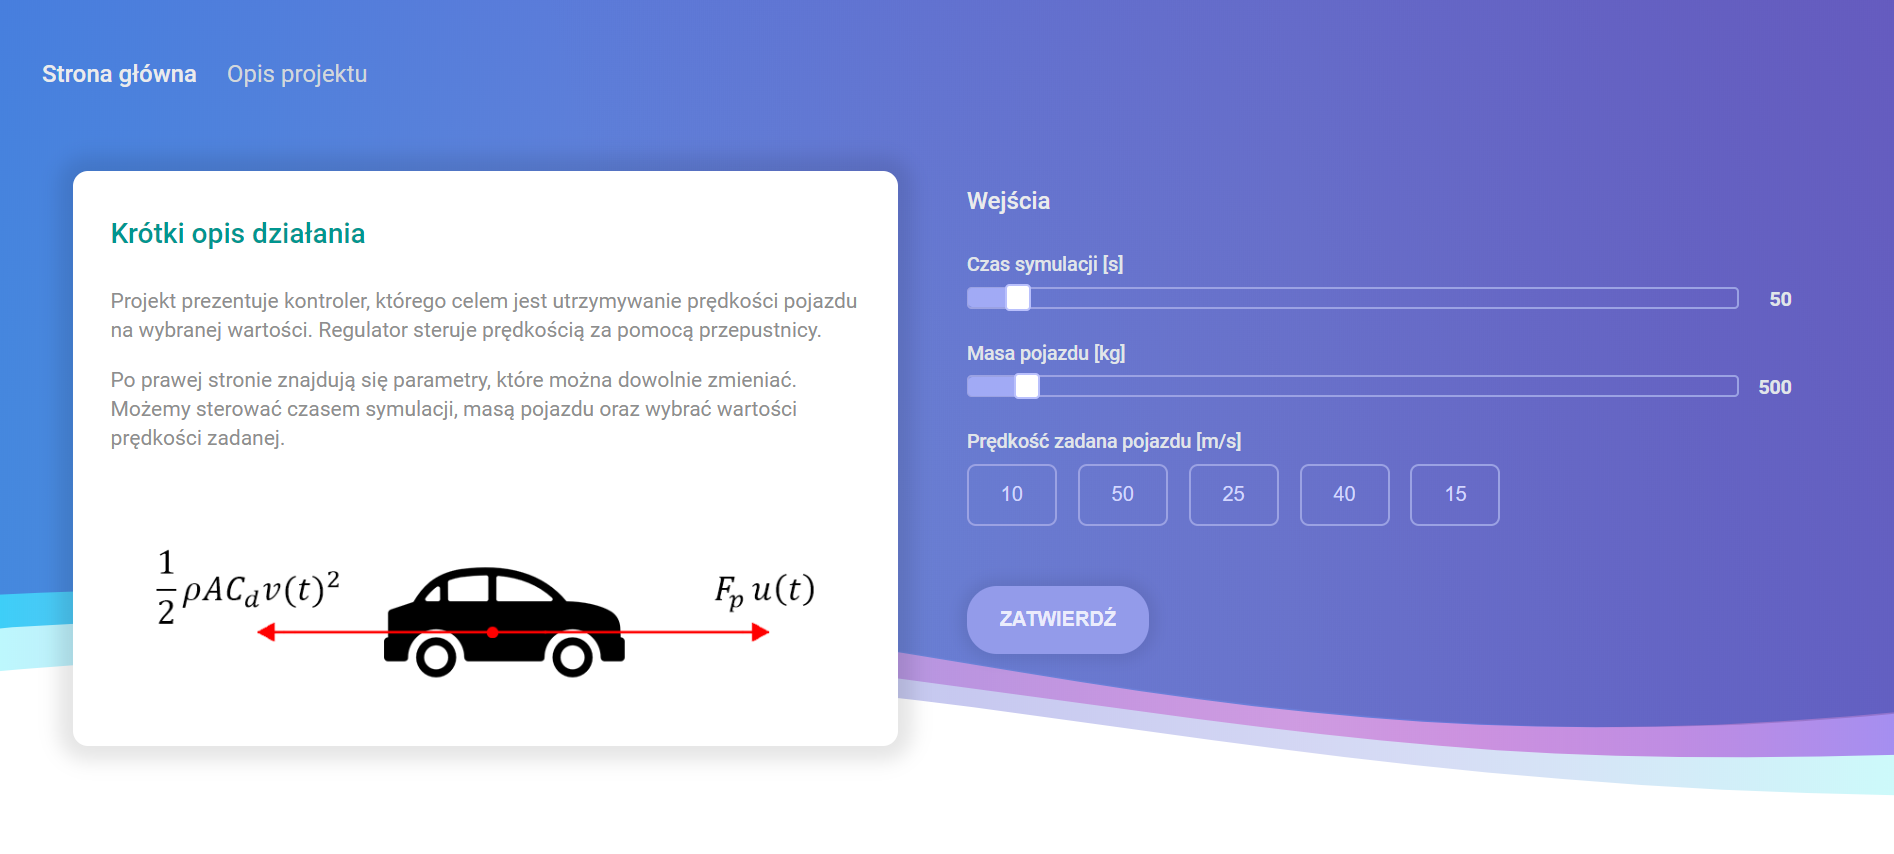 Strona główna Opis projektu
Krótki opis działania
Projekt prezentuje kontroler, którego celem jest utrzymywanie prędkości pojazdu
na wybranej wartości. Regulator steruje prędkością za pomocą przepustnicy.
Po prawej stronie znajdują się parametry, które można dowolnie zmieniać.
Możemy sterować czasem symulacji, masą pojazdu oraz wybrać wartości
prędkości zadanej.
1/2 ρAC_d v(t)² F_p u(t)
Wejścia
Czas symulacji [s]
50
Masa pojazdu [kg]
500
Prędkość zadana pojazdu [m/s]
10 50 25 40 15
ZATWIERDŹ